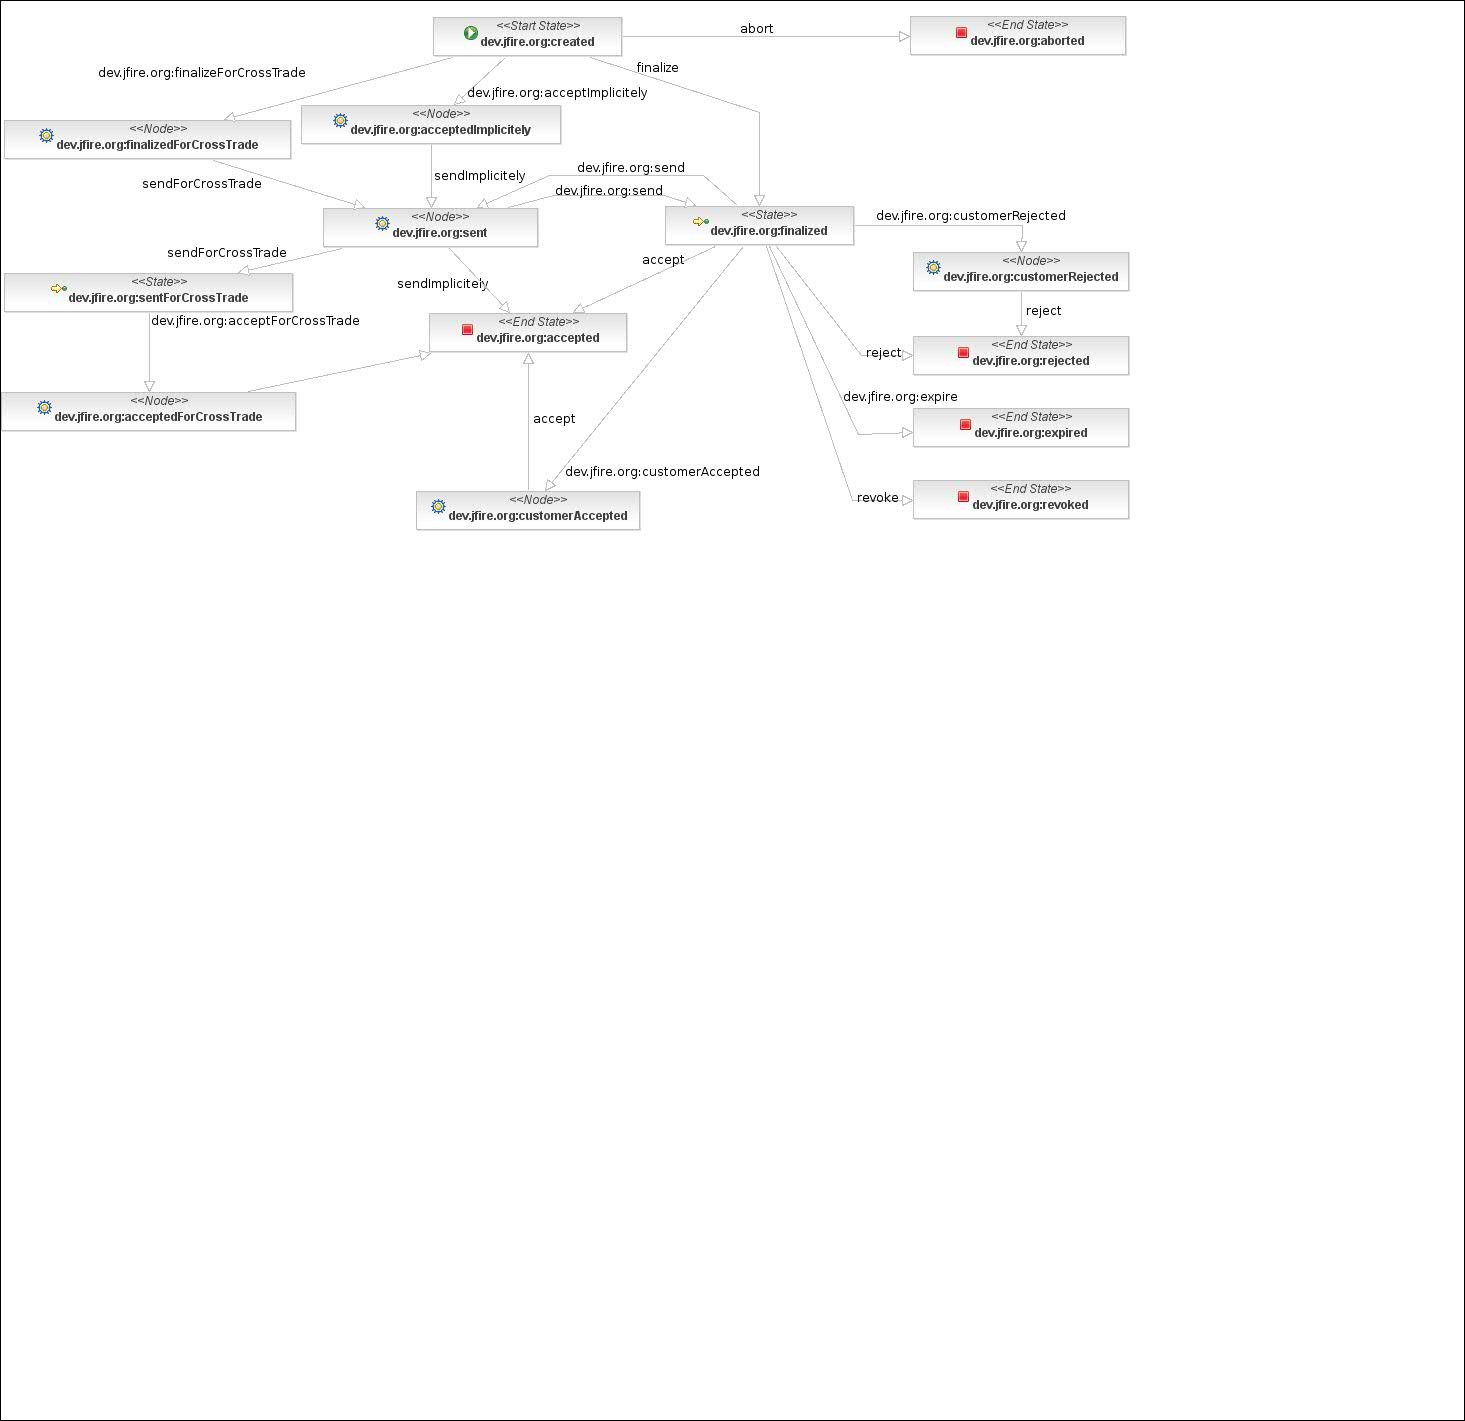 <<Start State>>
dev.jfire.org:created
abort
<<End State>>
dev.jfire.org:aborted
dev.jfire.org:finalizeForCrossTrade
finalize
dev.jfire.org:acceptImplicitely
<<Node>>
dev.jfire.org:finalizedForCrossTrade
<<Node>>
dev.jfire.org:acceptedImplicitely
sendForCrossTrade
sendImplicitely
dev.jfire.org:send
dev.jfire.org:send
<<Node>>
dev.jfire.org:sent
<<State>>
dev.jfire.org:finalized
dev.jfire.org:customerRejected
sendForCrossTrade
accept
<<Node>>
dev.jfire.org:customerRejected
<<State>>
dev.jfire.org:sentForCrossTrade
sendImplicitely
reject
dev.jfire.org:acceptForCrossTrade
<<End State>>
dev.jfire.org:accepted
reject
<<End State>>
dev.jfire.org:rejected
<<Node>>
dev.jfire.org:acceptedForCrossTrade
accept
dev.jfire.org:expire
<<End State>>
dev.jfire.org:expired
dev.jfire.org:customerAccepted
<<Node>>
dev.jfire.org:customerAccepted
revoke
<<End State>>
dev.jfire.org:revoked